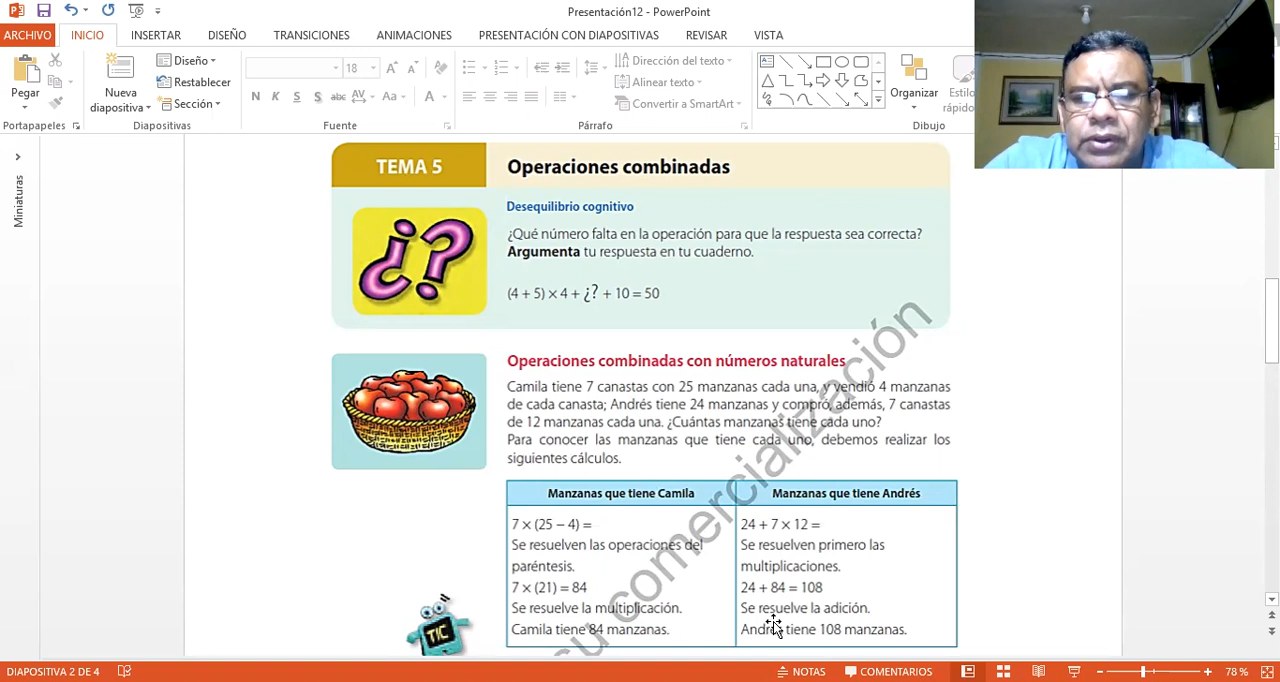 Presentación12 - PowerPoint
ARCHIVO INICIO INSERTAR DISEÑO TRANSICIONES ANIMACIONES PRESENTACIÓN CON DIAPOSITIVAS REVISAR VISTA
Pegar
Nueva
diapositiva
Diseño
Restablecer
Sección
18
N K S S abc AV Aa A
Dirección del texto
Alinear texto
Convertir a SmartArt
Organizar
Estilo
rápido
Portapapeles Diapositivas Fuente Párrafo Dibujo
Miniaturas
TEMA 5 Operaciones combinadas
Desequilibrio cognitivo
¿Qué número falta en la operación para que la respuesta sea correcta?
Argumenta tu respuesta en tu cuaderno.
¿?
(4 + 5) × 4 + ¿? + 10 = 50
Operaciones combinadas con números naturales
Camila tiene 7 canastas con 25 manzanas cada una, y vendió 4 manzanas
de cada canasta; Andrés tiene 24 manzanas y compró, además, 7 canastas
de 12 manzanas cada una. ¿Cuántas manzanas tiene cada uno?
Para conocer las manzanas que tiene cada uno, debemos realizar los
siguientes cálculos.
Manzanas que tiene Camila
7 × (25 − 4) =
Se resuelven las operaciones del
paréntesis.
7 × (21) = 84
Se resuelve la multiplicación.
Camila tiene 84 manzanas.
Manzanas que tiene Andrés
24 + 7 × 12 =
Se resuelven primero las
multiplicaciones.
24 + 84 = 108
Se resuelve la adición.
Andrés tiene 108 manzanas.
TIC
su comercialización
DIAPOSITIVA 2 DE 4 NOTAS COMENTARIOS 78 %